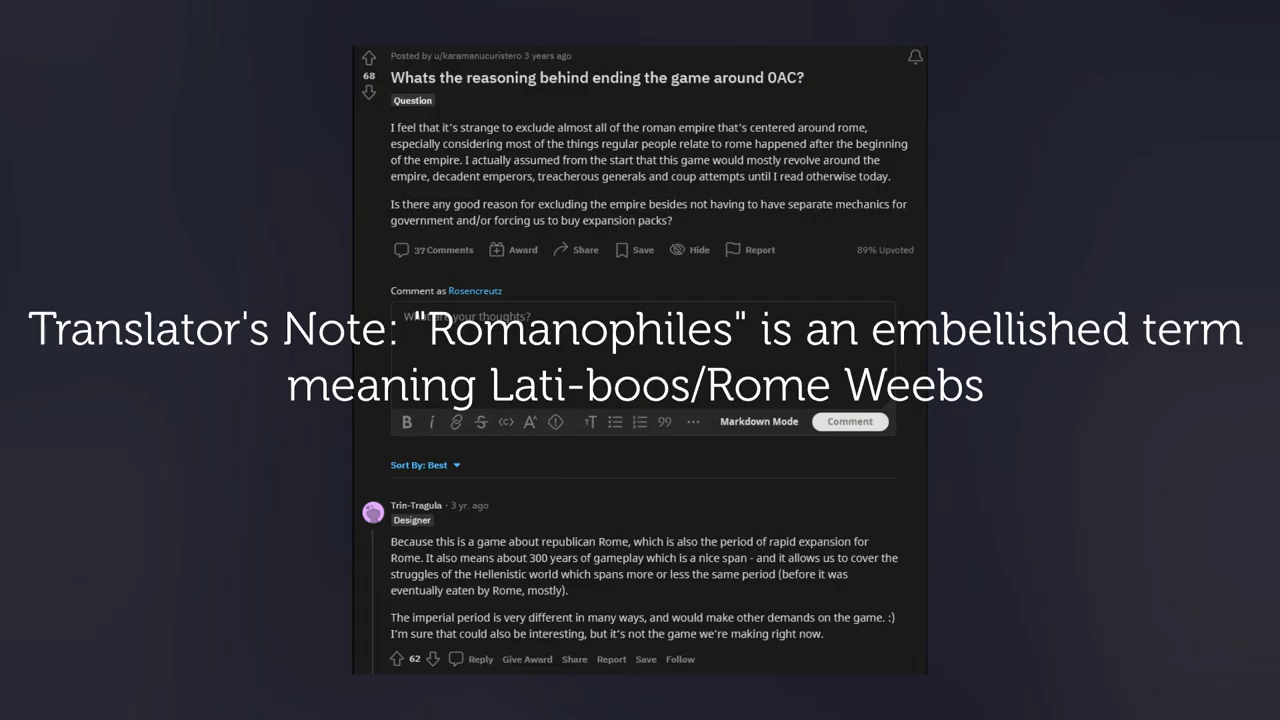 Posted by u/karamanucuristero 3 years ago
68
Whats the reasoning behind ending the game around 0AC?
Question
I feel that it's strange to exclude almost all of the roman empire that's centered around rome,
especially considering most of the things regular people relate to rome happened after the beginning
of the empire. I actually assumed from the start that this game would mostly revolve around the
empire, decadent emperors, treacherous generals and coup attempts until I read otherwise today.
Is there any good reason for excluding the empire besides not having to have separate mechanics for
government and/or forcing us to buy expansion packs?
37 Comments Award Share Save Hide Report 89% Upvoted
Comment as Rosencreutz
your thoughts?
Translator's Note: "Romanophiles" is an embellished term
meaning Lati-boos/Rome Weebs
B i S <c> A TT 99 ... Markdown Mode Comment
Sort By: Best
Trin-Tragula · 3 yr. ago
Designer
Because this is a game about republican Rome, which is also the period of rapid expansion for
Rome. It also means about 300 years of gameplay which is a nice span - and it allows us to cover the
struggles of the Hellenistic world which spans more or less the same period (before it was
eventually eaten by Rome, mostly).
The imperial period is very different in many ways, and would make other demands on the game. :)
I'm sure that could also be interesting, but it's not the game we're making right now.
62 Reply Give Award Share Report Save Follow